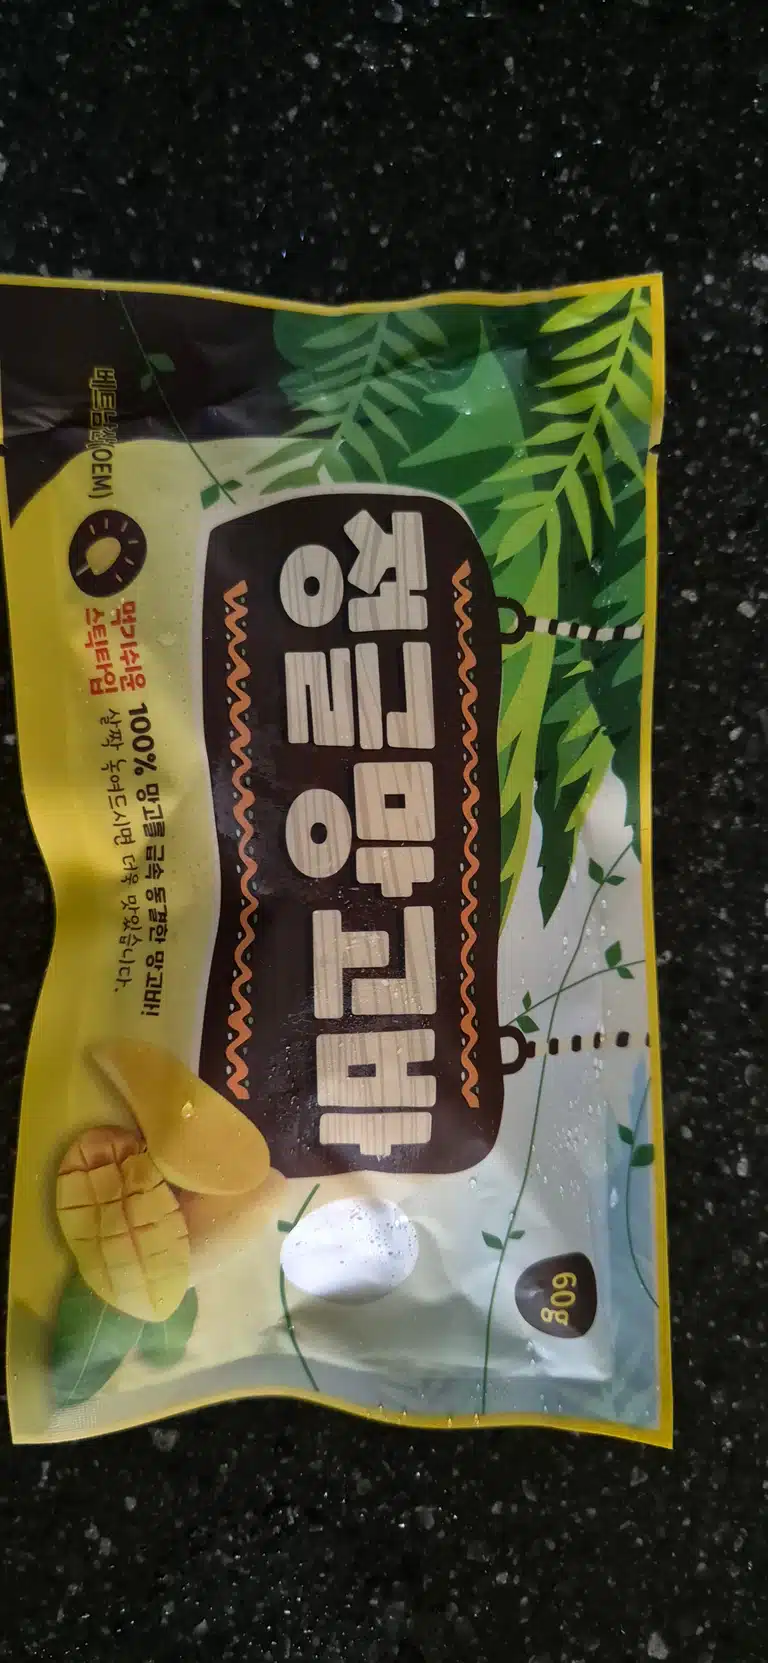 60g
정글망고바
베트남산(OEM)
먹기쉬운
스틱타입
100% 망고를 급속 동결한 망고바!
살짝 녹여드시면 더욱 맛있습니다.